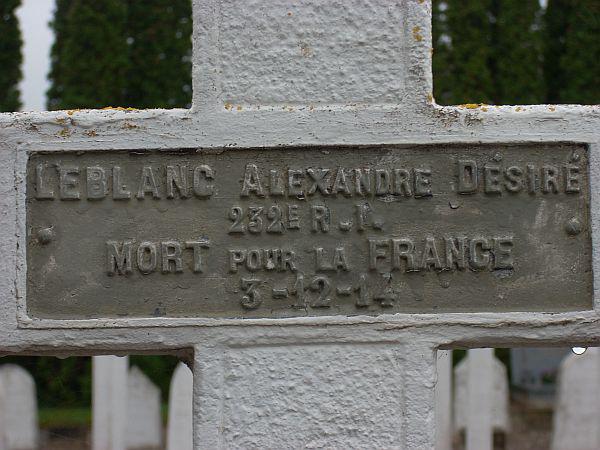 LEBLANC ALEXANDRE DÉSIRÉ
232E R.I.
MORT POUR LA FRANCE
3-12-14